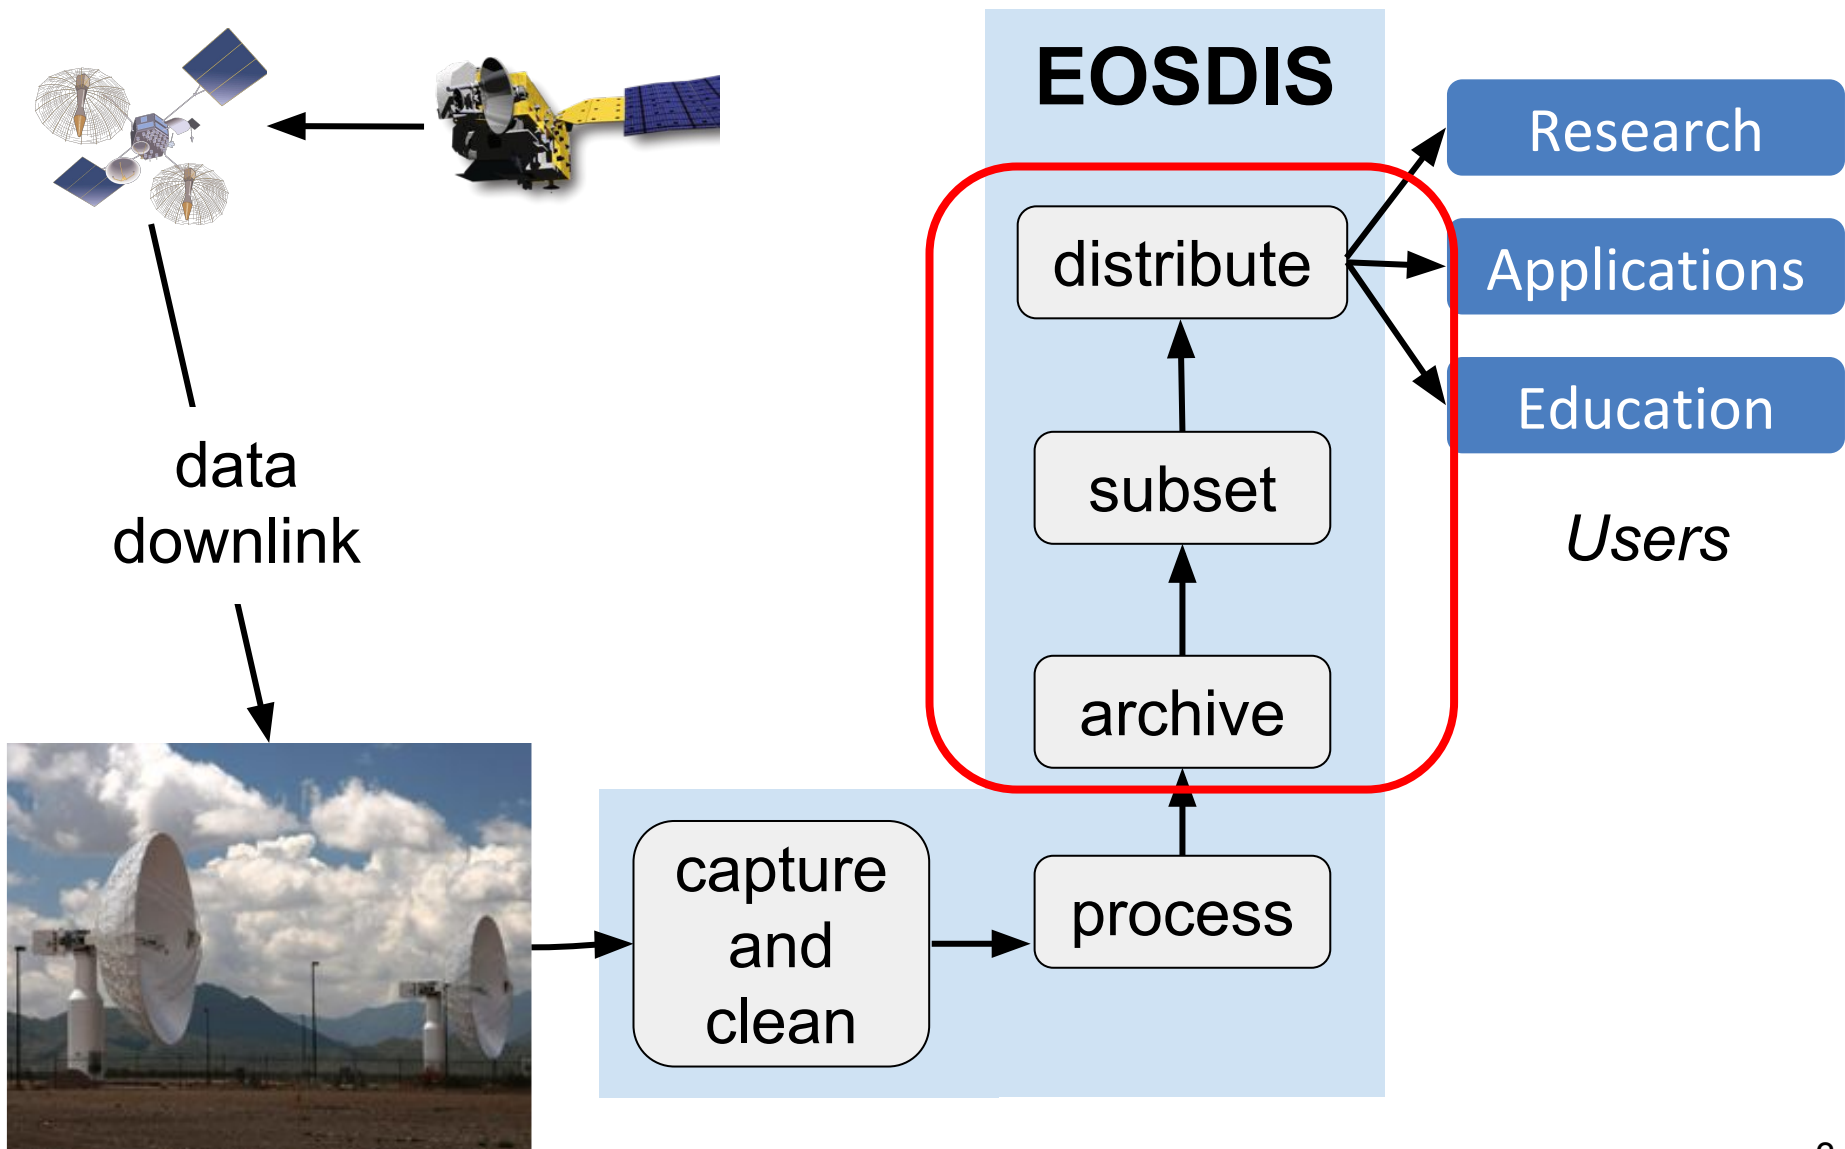 EOSDIS
Research
distribute
Applications
Education
data
downlink
subset
Users
archive
capture
and
clean
process